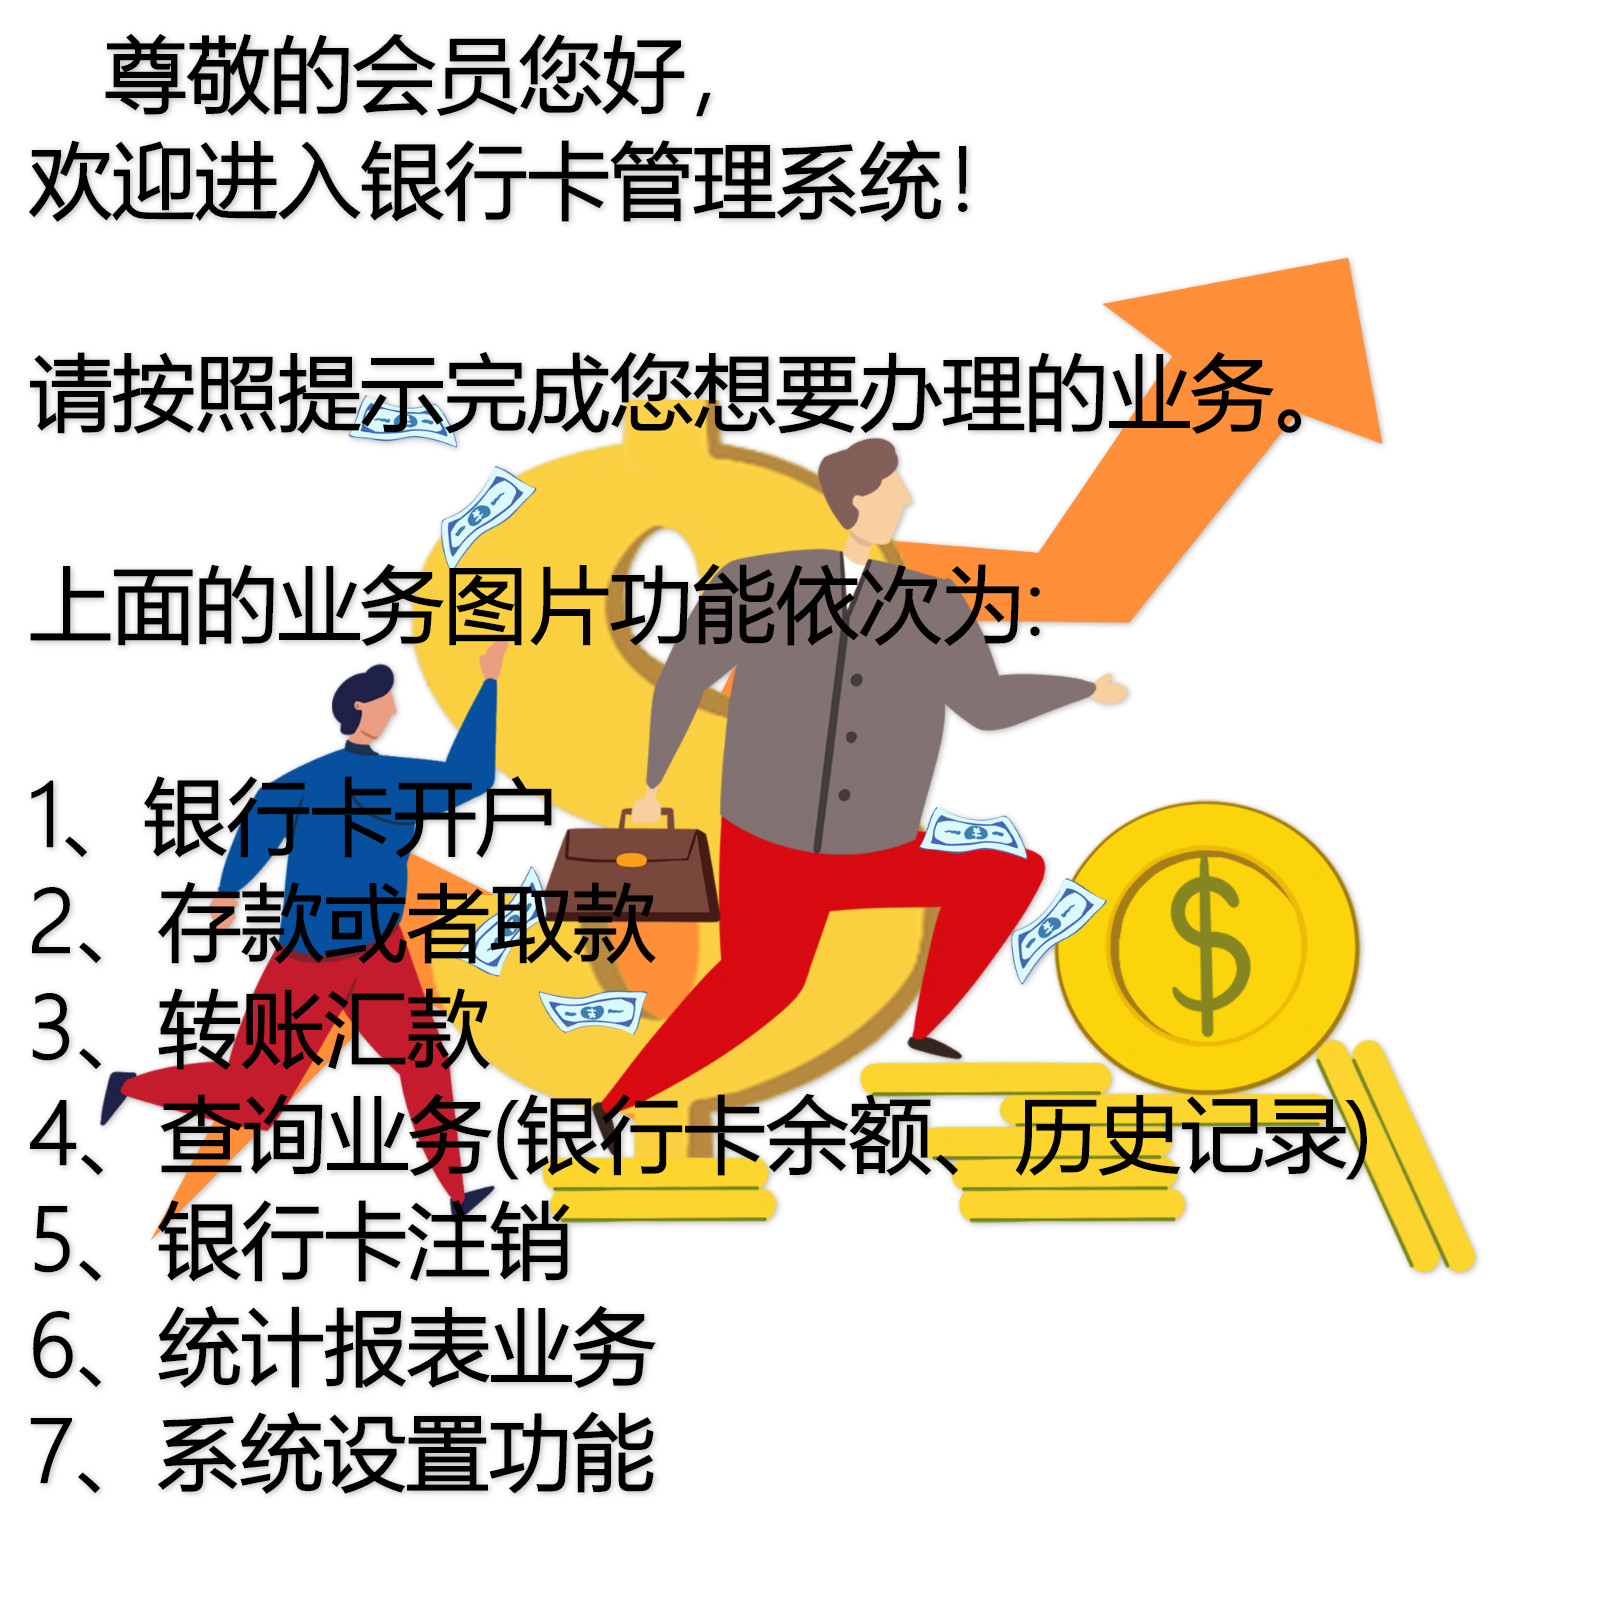 尊敬的会员您好，
欢迎进入银行卡管理系统！
请按照提示完成您想要办理的业务。
上面的业务图片功能依次为：
1、银行卡开户
2、存款或者取款
3、转账汇款
4、查询业务(银行卡余额、历史记录)
5、银行卡注销
6、统计报表业务
7、系统设置功能